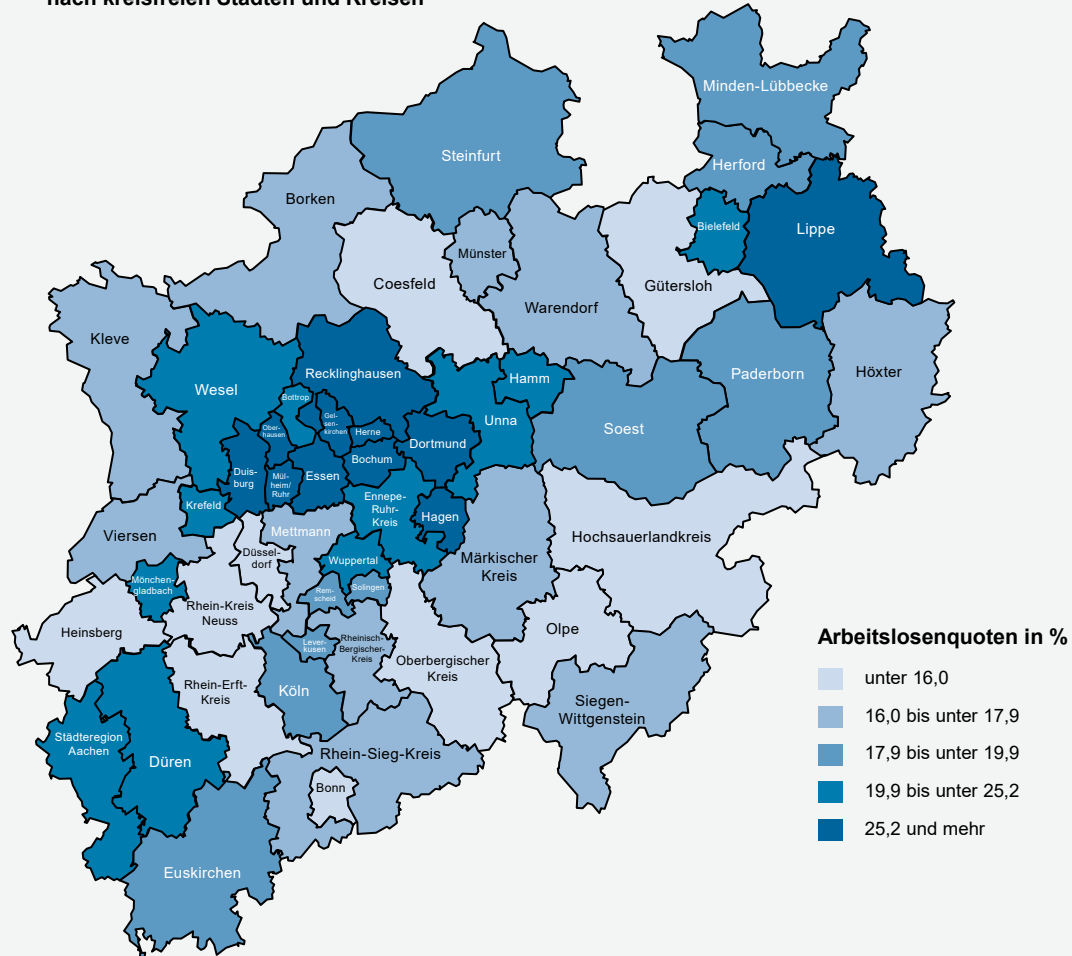 nach kreisfreien Städten und Kreisen
Minden-Lübbecke
Steinfurt
Herford
Borken
Bielefeld
Lippe
Münster
Coesfeld
Gütersloh
Warendorf
Kleve
Recklinghausen
Hamm
Paderborn
Höxter
Wesel
Bottrop
Unna
Gel-
sen-
kirchen
Ober-
hausen
Herne
Soest
Dortmund
Bochum
Duis-
burg
Mül-
heim/
Ruhr
Essen
Krefeld
Ennepe-
Ruhr-
Kreis
Hagen
Viersen
Mettmann
Hochsauerlandkreis
Düssel-
dorf
Wuppertal
Märkischer
Kreis
Mönchen-
gladbach
Rem-
scheid
Solingen
Rhein-Kreis
Neuss
Heinsberg
Olpe
Lever-
kusen
Rheinisch-
Bergischer-
Kreis
Oberbergischer
Kreis
Rhein-Erft-
Kreis
Köln
Siegen-
Wittgenstein
Städteregion
Aachen
Düren
Rhein-Sieg-Kreis
Bonn
Euskirchen
Arbeitslosenquoten in %
unter 16,0
16,0 bis unter 17,9
17,9 bis unter 19,9
19,9 bis unter 25,2
25,2 und mehr